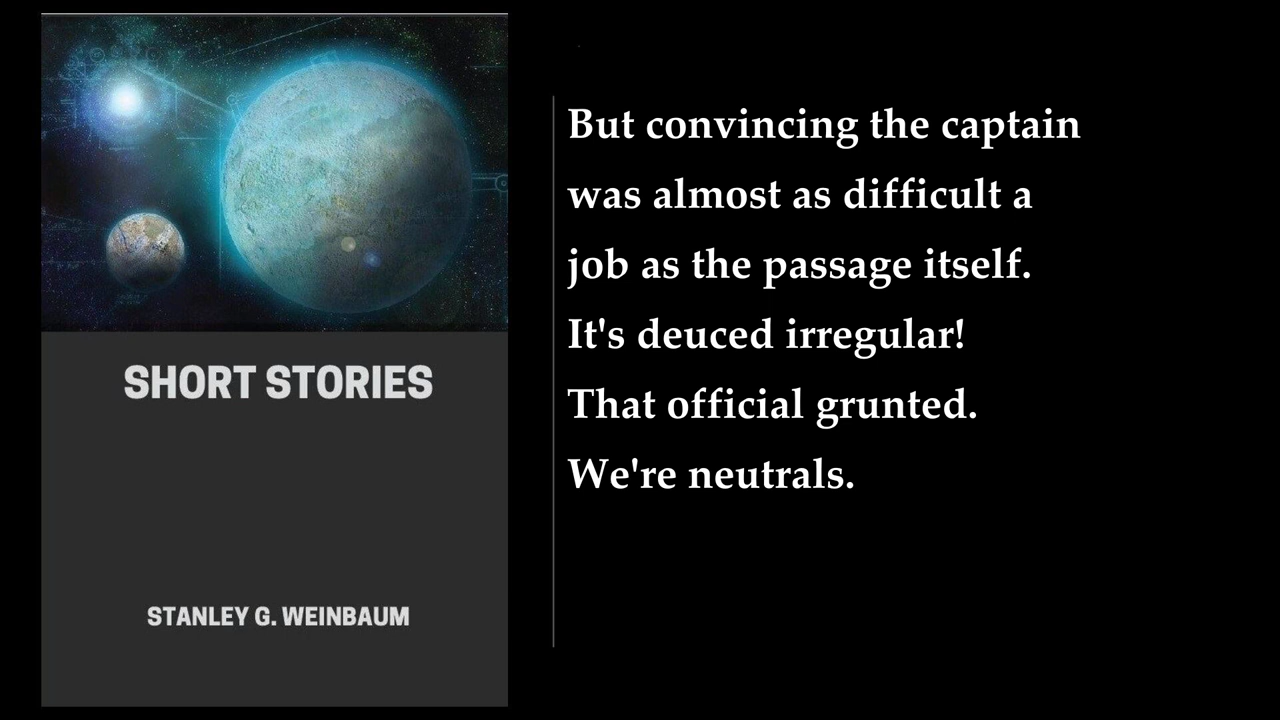 SHORT STORIES
STANLEY G. WEINBAUM
But convincing the captain
was almost as difficult a
job as the passage itself.
It's deuced irregular!
That official grunted.
We're neutrals.